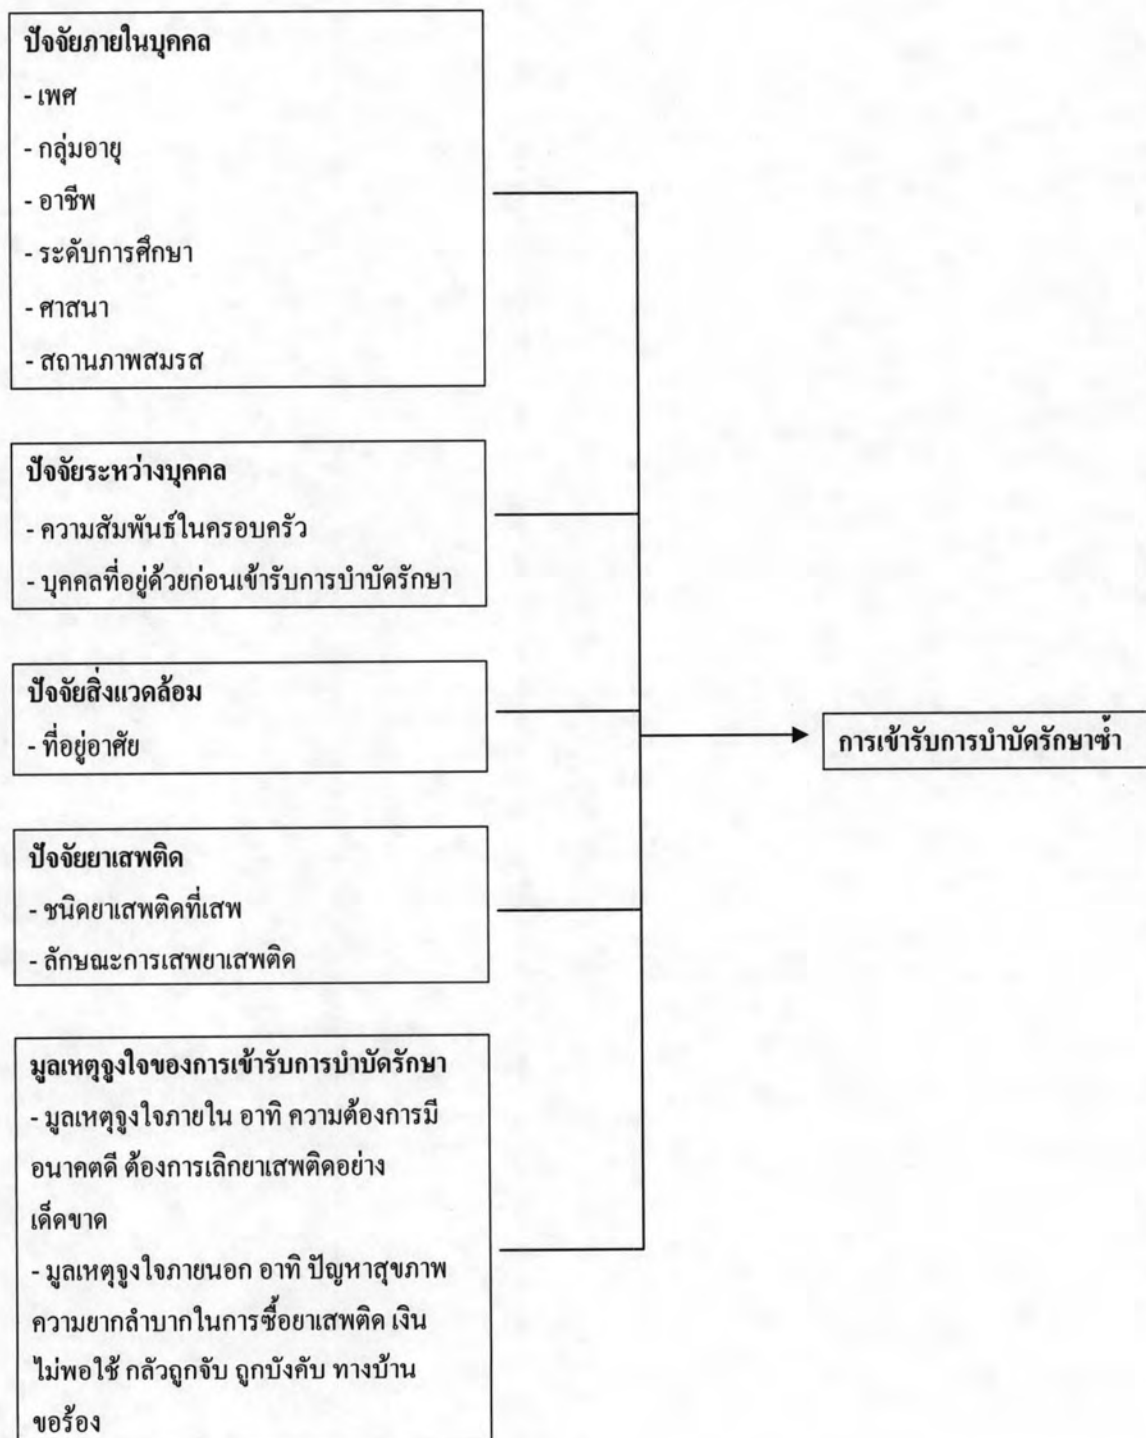 ปัจจัยภายในบุคคล
- เพศ
- กลุ่มอายุ
- อาชีพ
- ระดับการศึกษา
- ศาสนา
- สถานภาพสมรส
ปัจจัยระหว่างบุคคล
- ความสัมพันธ์ในครอบครัว
- บุคคลที่อยู่ด้วยก่อนเข้ารับการบำบัดรักษา
ปัจจัยสิ่งแวดล้อม
- ที่อยู่อาศัย
การเข้ารับการบำบัดรักษาซ้ำ
ปัจจัยยาเสพติด
- ชนิดยาเสพติดที่เสพ
- ลักษณะการเสพยาเสพติด
มูลเหตุจูงใจของการเข้ารับการบำบัดรักษา
- มูลเหตุจูงใจภายใน อาทิ ความต้องการมี
อนาคตดี ต้องการเลิกยาเสพติดอย่าง
เด็ดขาด
- มูลเหตุจูงใจภายนอก อาทิ ปัญหาสุขภาพ
ความยากลำบากในการซื้อยาเสพติด เงิน
ไม่พอใช้ กลัวถูกจับ ถูกบังคับ ทางบ้าน
ขอร้อง